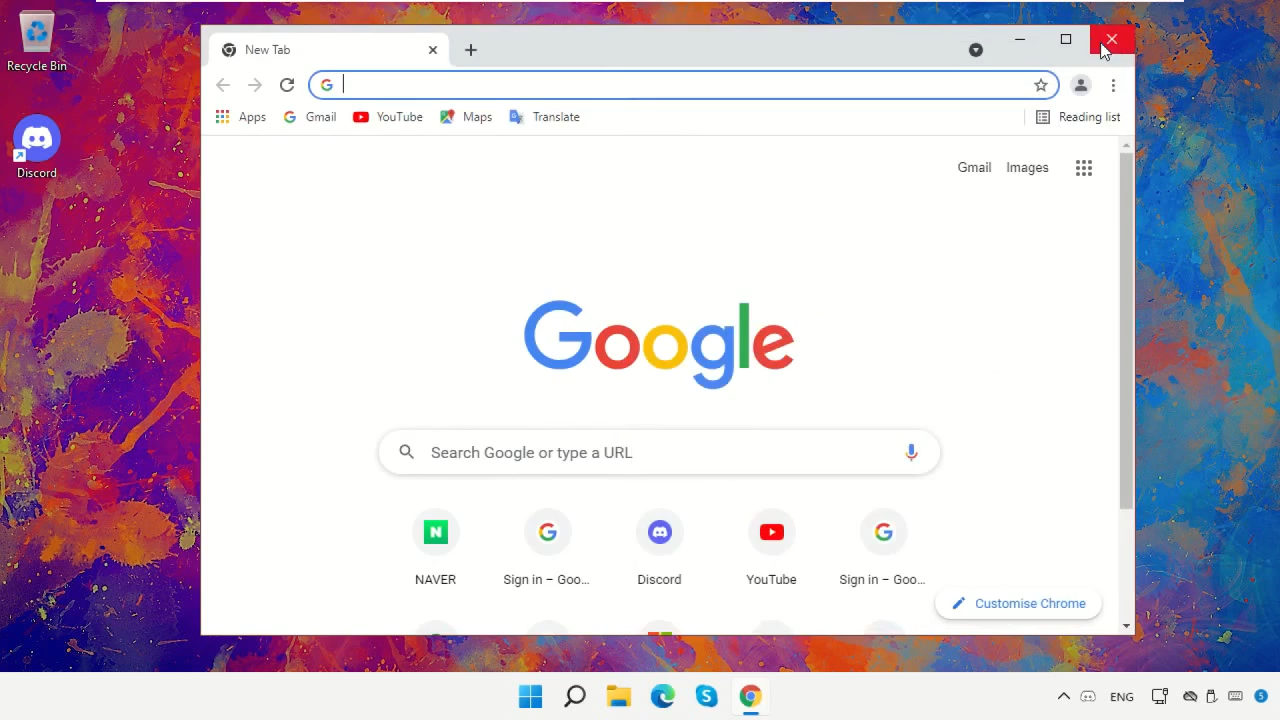 Recycle Bin
Discord
New Tab
Apps Gmail YouTube Maps Translate Reading list
Gmail Images
Google
Search Google or type a URL
NAVER Sign in – Goo... Discord YouTube Sign in – Goo...
Customise Chrome
ENG 5